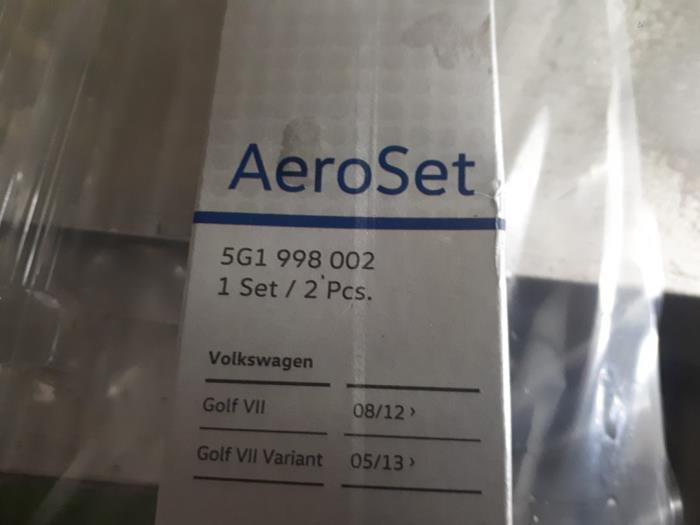 AeroSet
5G1 998 002
1 Set / 2 Pcs.
Volkswagen
Golf VII 08/12 ›
Golf VII Variant 05/13 ›